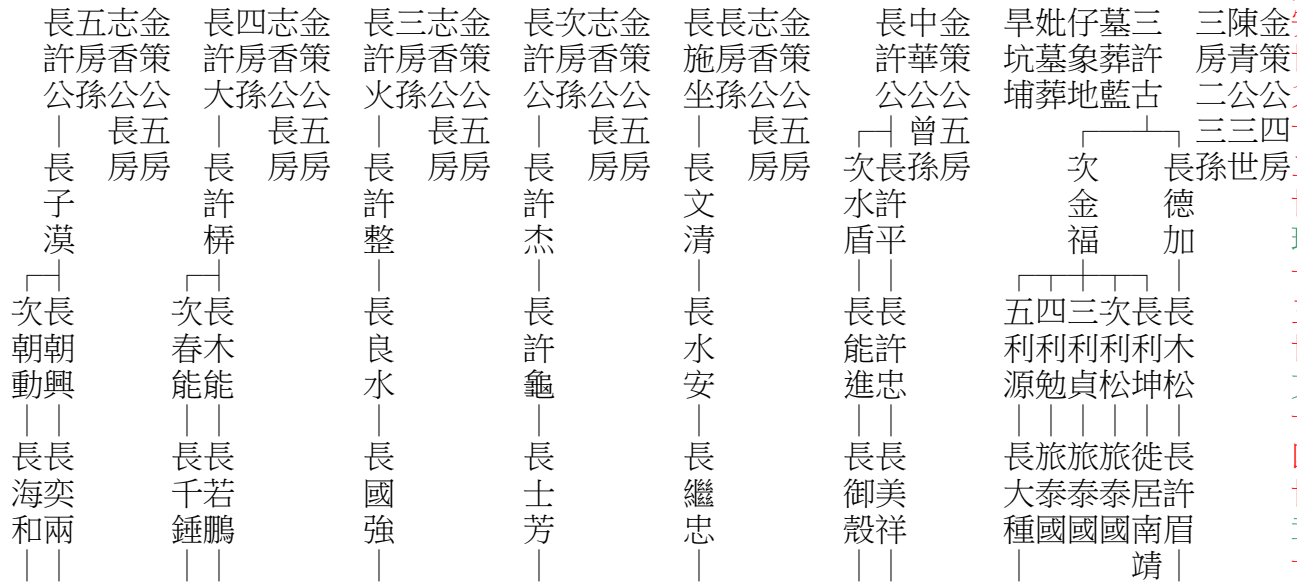 金策公四房
陳青公三世
三房二三孫
三許古
墓葬藍
仔象地
妣墓葬
旱坑埔
長德加
長木松
長許眉
次金福
長利坤
徙居南靖
次利松
旅泰國
三利貞
旅泰國
四利勉
旅泰國
五利源
長大種
金策公五房
中華公曾孫
長許公
長許平
長許忠
長美祥
次水盾
長能進
長御殼
金策公五房
志香公長房
長房孫
長施坐
長文清
長水安
長繼忠
金策公五房
志香公長房
次房孫
長許公
長許杰
長許龜
長士芳
金策公五房
志香公長房
三房孫
長許火
長許整
長良水
長國強
金策公五房
志香公長房
四房孫
長許大
長許
長木能
長若鵬
次春能
長千錘
金策公五房
志香公長房
五房孫
長許公
長子漠
長朝興
長奕兩
次朝動
長海和